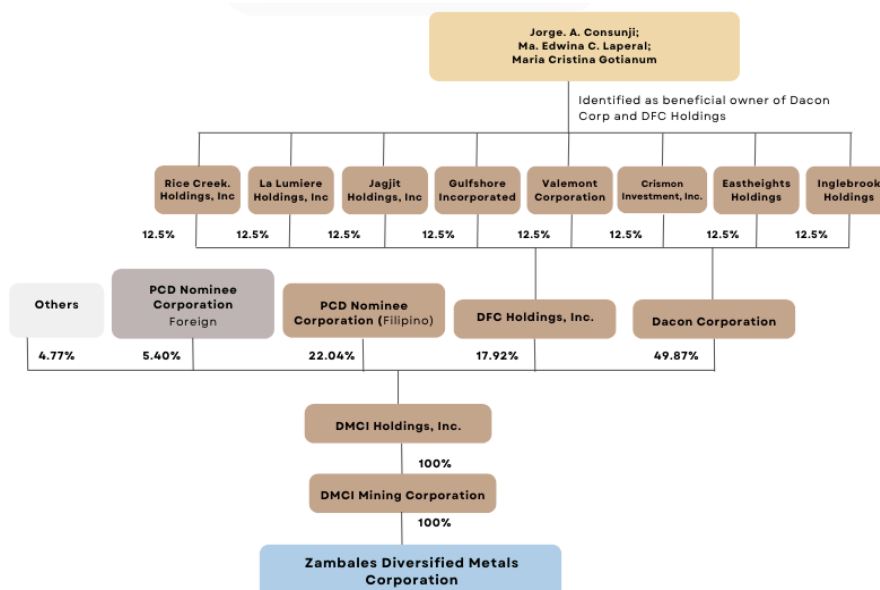 Jorge. A. Consunji;
Ma. Edwina C. Laperal;
Maria Cristina Gotianum
Identified as beneficial owner of Dacon
Corp and DFC Holdings
Rice Creek.
Holdings, Inc
La Lumiere
Holdings, Inc
Jagjit
Holdings, Inc
Gulfshore
Incorporated
Valemont
Corporation
Crismon
Investment, Inc.
Eastheights
Holdings
Inglebrook
Holdings
12.5%
12.5%
12.5%
12.5%
12.5%
12.5%
12.5%
12.5%
Others
PCD Nominee
Corporation
Foreign
PCD Nominee
Corporation (Filipino)
DFC Holdings, Inc.
Dacon Corporation
4.77%
5.40%
22.04%
17.92%
49.87%
DMCI Holdings, Inc.
100%
DMCI Mining Corporation
100%
Zambales Diversified Metals
Corporation